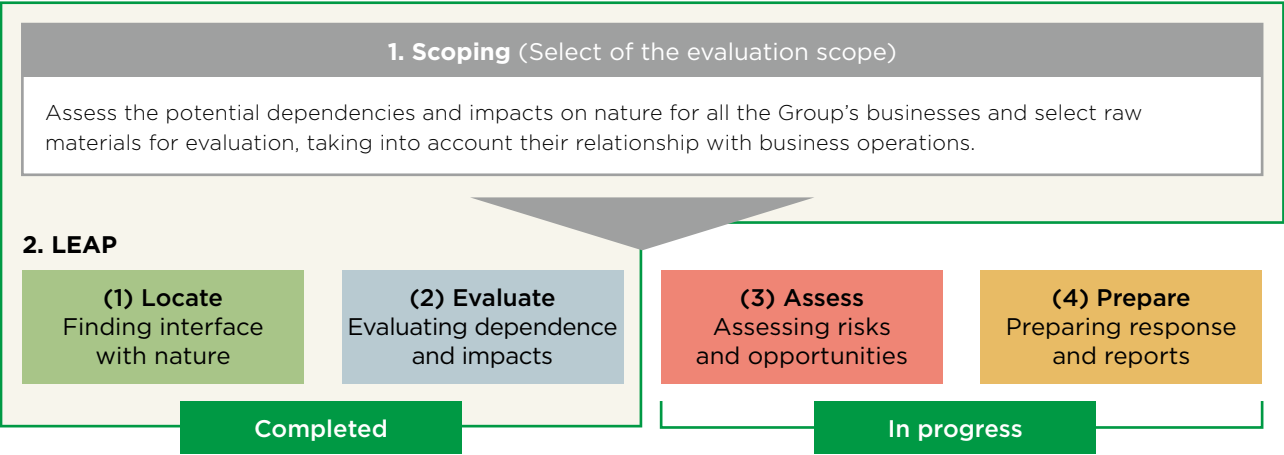 1. Scoping (Select of the evaluation scope)
Assess the potential dependencies and impacts on nature for all the Group's businesses and select raw
materials for evaluation, taking into account their relationship with business operations.
2. LEAP
(1) Locate
Finding interface
with nature
(2) Evaluate
Evaluating dependence
and impacts
(3) Assess
Assessing risks
and opportunities
(4) Prepare
Preparing response
and reports
Completed
In progress